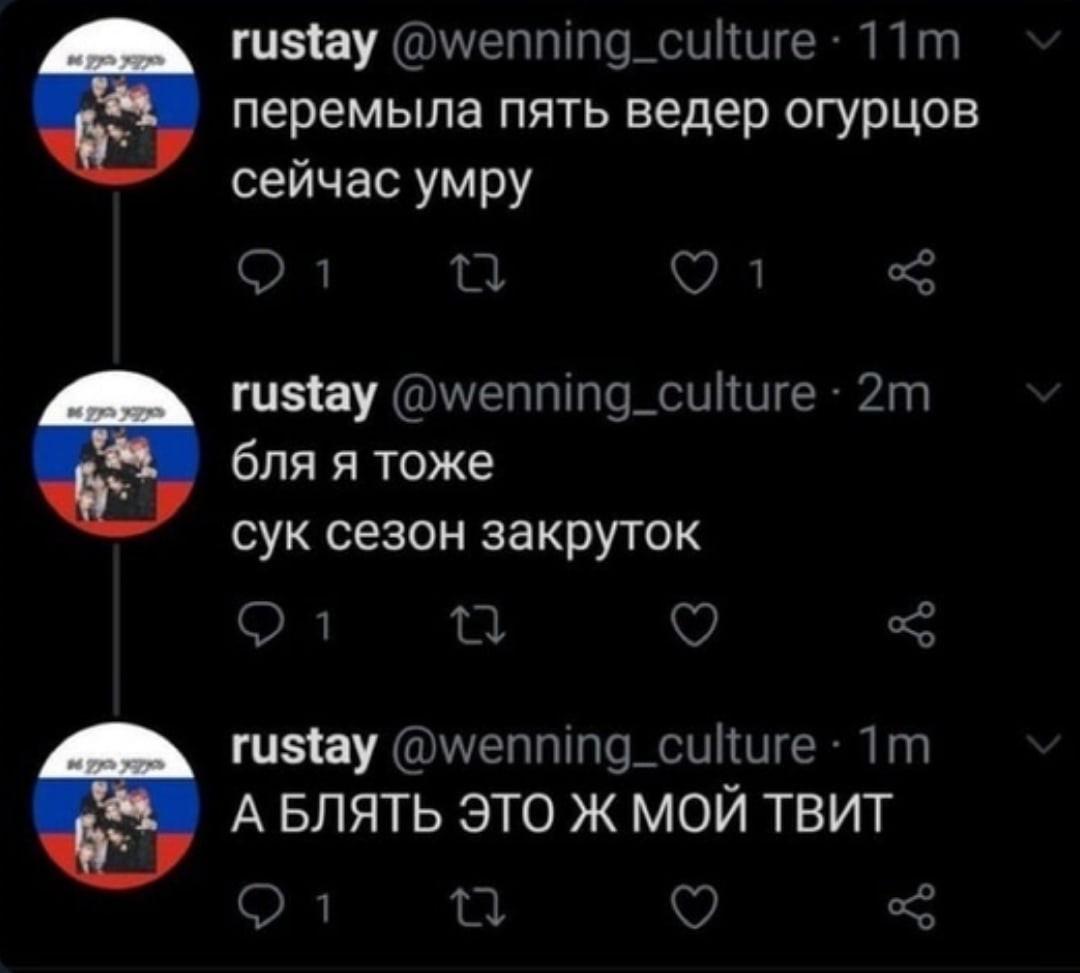 rustay @wenning_culture · 11m
перемыла пять ведер огурцов
сейчас умру
1 1
rustay @wenning_culture · 2m
бля я тоже
сук сезон закруток
1
rustay @wenning_culture · 1m
А БЛЯТЬ ЭТО Ж МОЙ ТВИТ
1